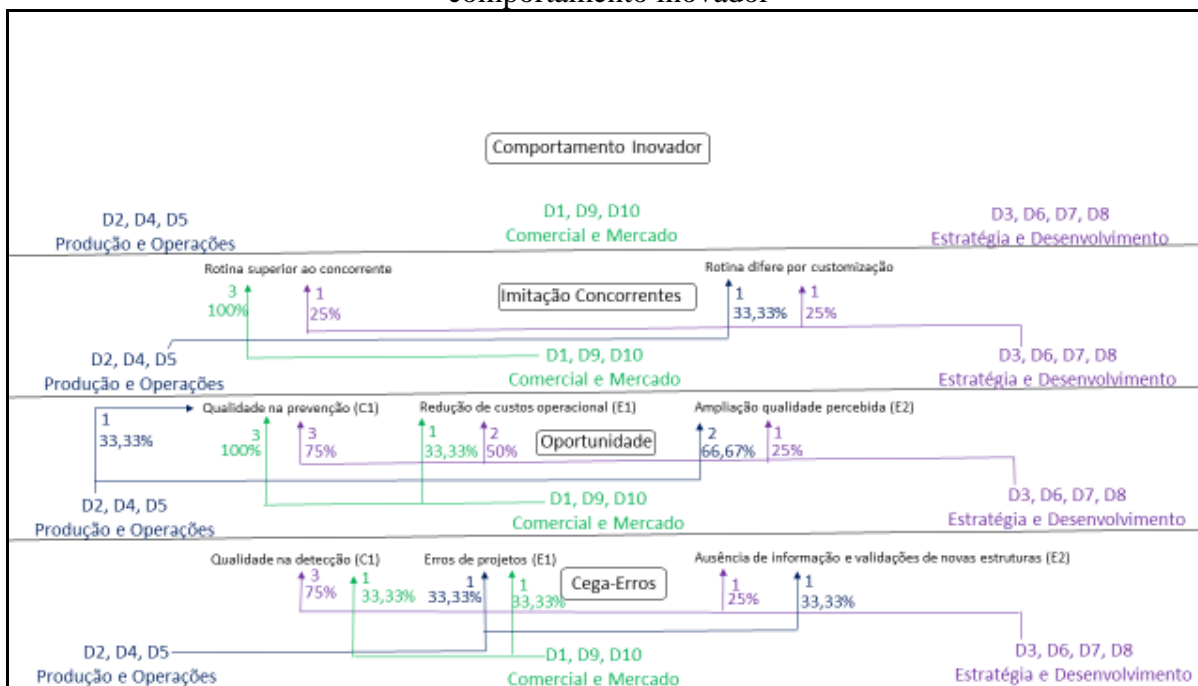 comportamento inovador
Comportamento Inovador
D2, D4, D5
Produção e Operações
D1, D9, D10
Comercial e Mercado
D3, D6, D7, D8
Estratégia e Desenvolvimento
Rotina superior ao concorrente
Rotina difere por customização
3
100%
1
25%
Imitação Concorrentes
1
33,33%
1
25%
D2, D4, D5
Produção e Operações
D1, D9, D10
Comercial e Mercado
D3, D6, D7, D8
Estratégia e Desenvolvimento
1
33,33%
Qualidade na prevenção (C1)
Redução de custos operacional (E1)
Ampliação qualidade percebida (E2)
3
100%
3
75%
1
33,33%
2
50%
Oportunidade
2
66,67%
1
25%
D2, D4, D5
Produção e Operações
D1, D9, D10
Comercial e Mercado
D3, D6, D7, D8
Estratégia e Desenvolvimento
Qualidade na detecção (C1)
Erros de projetos (E1)
Ausência de informação e validações de novas estruturas (E2)
3
75%
1
33,33%
1
33,33%
1
33,33%
Cega-Erros
1
25%
1
33,33%
D2, D4, D5
Produção e Operações
D1, D9, D10
Comercial e Mercado
D3, D6, D7, D8
Estratégia e Desenvolvimento